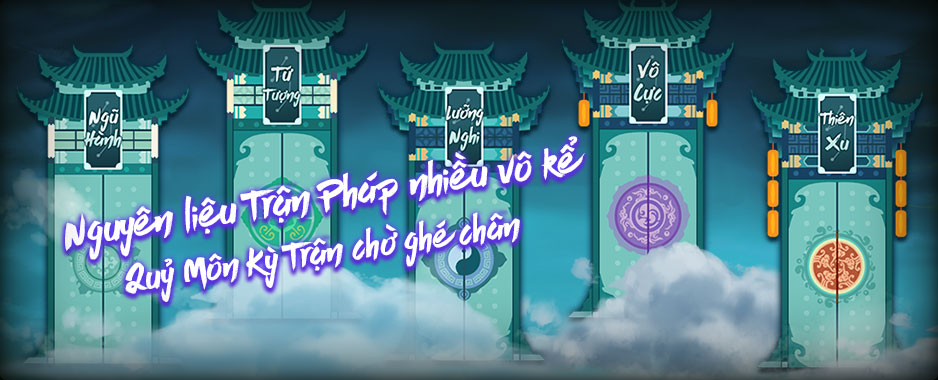 Ngũ
Hành
Tứ
Tượng
Lưỡng
Nghi
Vô
Cực
Thiên
Xu
Nguyên liệu Trận Pháp nhiều vô kể
Quỷ Môn Kỳ Trận chờ ghé chân